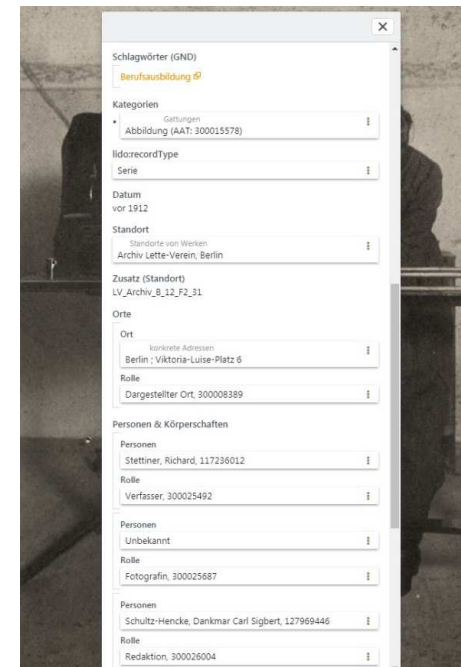 Schlagwörter (GND)
Berufsausbildung
Kategorien
Gattungen
Abbildung (AAT: 300015578)
lido:recordType
Serie
Datum
vor 1912
Standort
Standorte von Werken
Archiv Lette-Verein, Berlin
Zusatz (Standort)
LV_Archiv_B_12_F2_31
Orte
Ort
konkrete Adressen
Berlin ; Viktoria-Luise-Platz 6
Rolle
Dargestellter Ort, 300008389
Personen & Körperschaften
Personen
Stettiner, Richard, 117236012
Rolle
Verfasser, 300025492
Personen
Unbekannt
Rolle
Fotografin, 300025687
Personen
Schultz-Hencke, Dankmar Carl Sigbert, 127969446
Rolle
Redaktion, 300026004